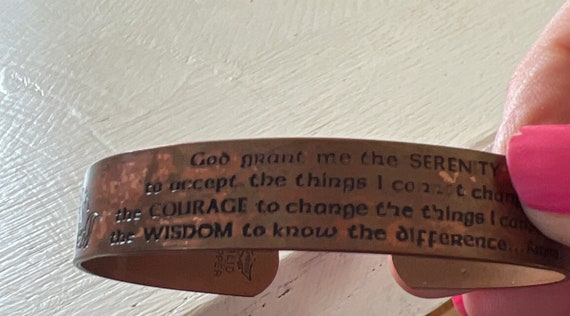 God grant me the SERENITY
to accept the things I
the COURAGE to change the things I can,
the WISDOM to know the difference...